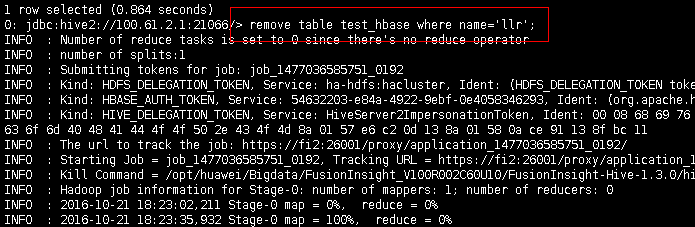 1 row selected (0.864 seconds)
0: jdbc:hive2://100.61.2.1:21066/> remove table test_hbase where name='llr';
INFO  : Number of reduce tasks is set to 0 since there's no reduce operator
INFO  : number of splits:1
INFO  : Submitting tokens for job: job_1477036585751_0192
INFO  : Kind: HDFS_DELEGATION_TOKEN, Service: ha-hdfs:hacluster, Ident: (HDFS_DELEGATION_TOKEN toke
INFO  : Kind: HBASE_AUTH_TOKEN, Service: 54632203-e84a-4922-9ebf-0e4058346293, Ident: (org.apache.h
INFO  : Kind: HIVE_DELEGATION_TOKEN, Service: HiveServer2ImpersonationToken, Ident: 00 08 68 69 76
63 6f 6d 40 48 41 44 4f 4f 50 2e 43 4f 4d 8a 01 57 e6 c2 0d 13 8a 01 58 0a ce 91 13 8f bc 11
INFO  : The url to track the job: https://fi2:26001/proxy/application_1477036585751_0192/
INFO  : Starting Job = job_1477036585751_0192, Tracking URL = https://fi2:26001/proxy/application_1
INFO  : Kill Command = /opt/huawei/Bigdata/FusionInsight_V100R002C60U10/FusionInsight-Hive-1.3.0/hi
INFO  : Hadoop job information for Stage-0: number of mappers: 1; number of reducers: 0
INFO  : 2016-10-21 18:23:02,211 Stage-0 map = 0%,  reduce = 0%
INFO  : 2016-10-21 18:23:35,932 Stage-0 map = 100%,  reduce = 0%